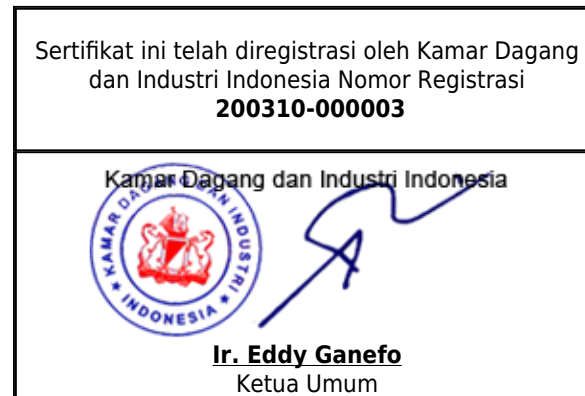 Sertifikat ini telah diregistrasi oleh Kamar Dagang
dan Industri Indonesia Nomor Registrasi
200310-000003
Kamar Dagang dan Industri Indonesia
KAMAR DAGANG DAN INDUSTRI
INDONESIA
Ir. Eddy Ganefo
Ketua Umum